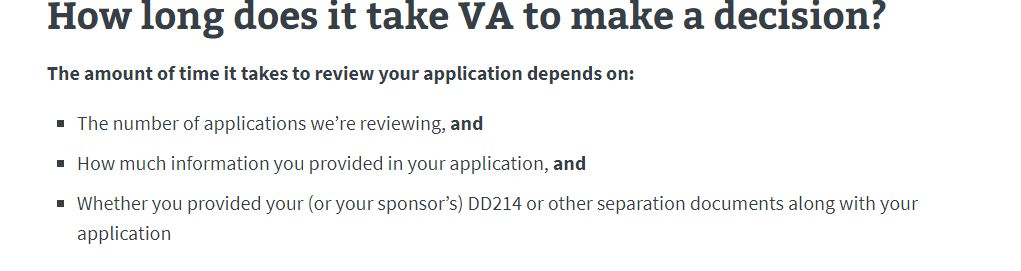 How long does it take VA to make a decision?
The amount of time it takes to review your application depends on:
▪ The number of applications we're reviewing, and
▪ How much information you provided in your application, and
▪ Whether you provided your (or your sponsor's) DD214 or other separation documents along with your
application